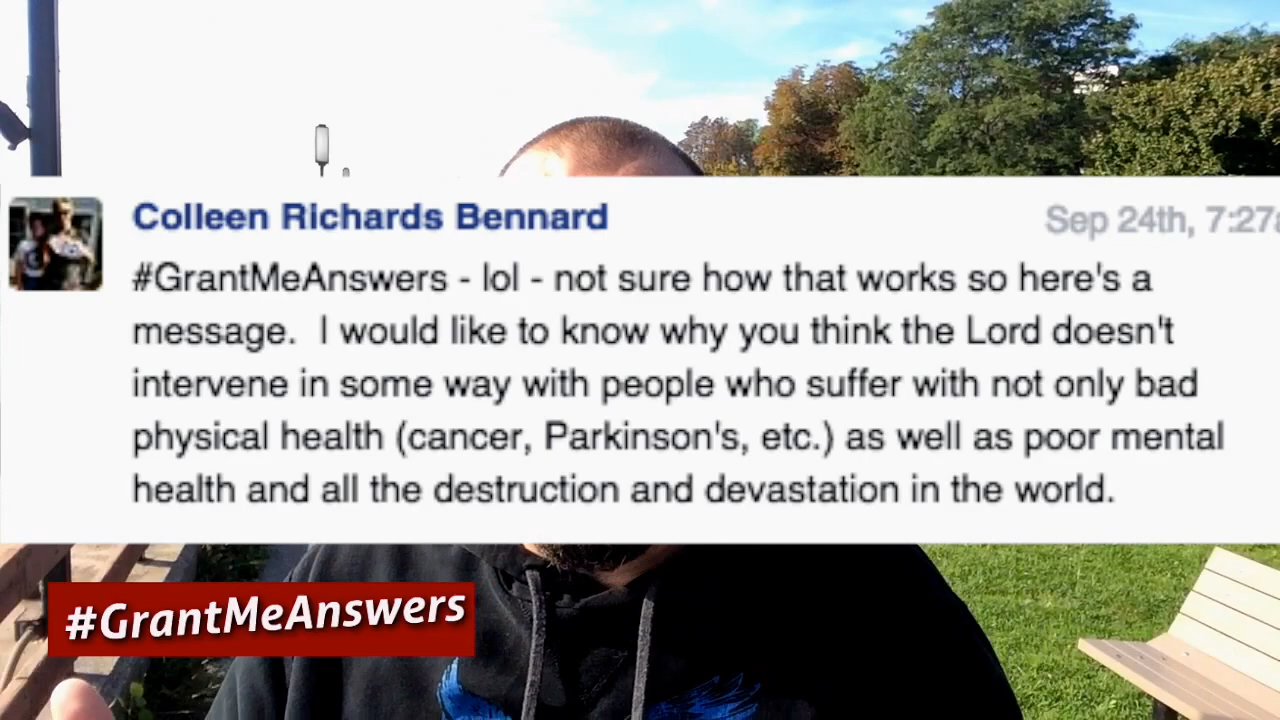 Colleen Richards Bennard
Sep 24th, 7:27
#GrantMeAnswers - lol - not sure how that works so here's a
message.  I would like to know why you think the Lord doesn't
intervene in some way with people who suffer with not only bad
physical health (cancer, Parkinson's, etc.) as well as poor mental
health and all the destruction and devastation in the world.
#GrantMeAnswers